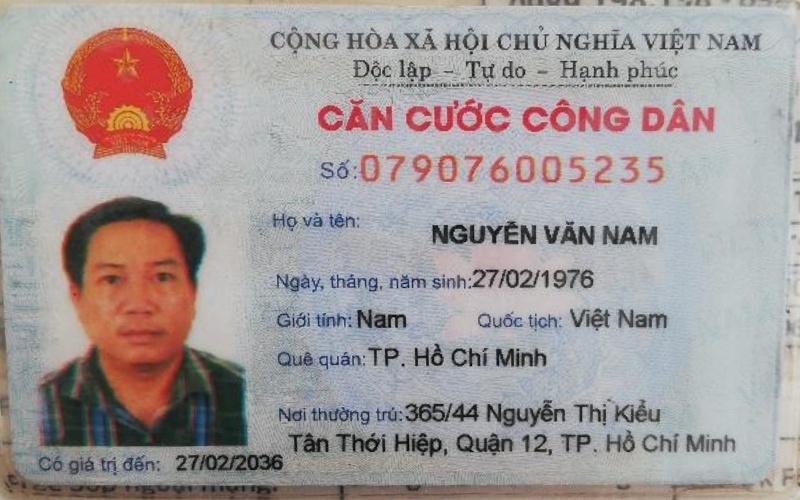 CỘNG HÒA XÃ HỘI CHỦ NGHĨA VIỆT NAM
Độc lập – Tự do – Hạnh phúc
CĂN CƯỚC CÔNG DÂN
Số: 079076005235
Họ và tên: NGUYỄN VĂN NAM
Ngày, tháng, năm sinh: 27/02/1976
Giới tính: Nam Quốc tịch: Việt Nam
Quê quán: TP. Hồ Chí Minh
Nơi thường trú: 365/44 Nguyễn Thị Kiểu
Tân Thới Hiệp, Quận 12, TP. Hồ Chí Minh
Có giá trị đến: 27/02/2036